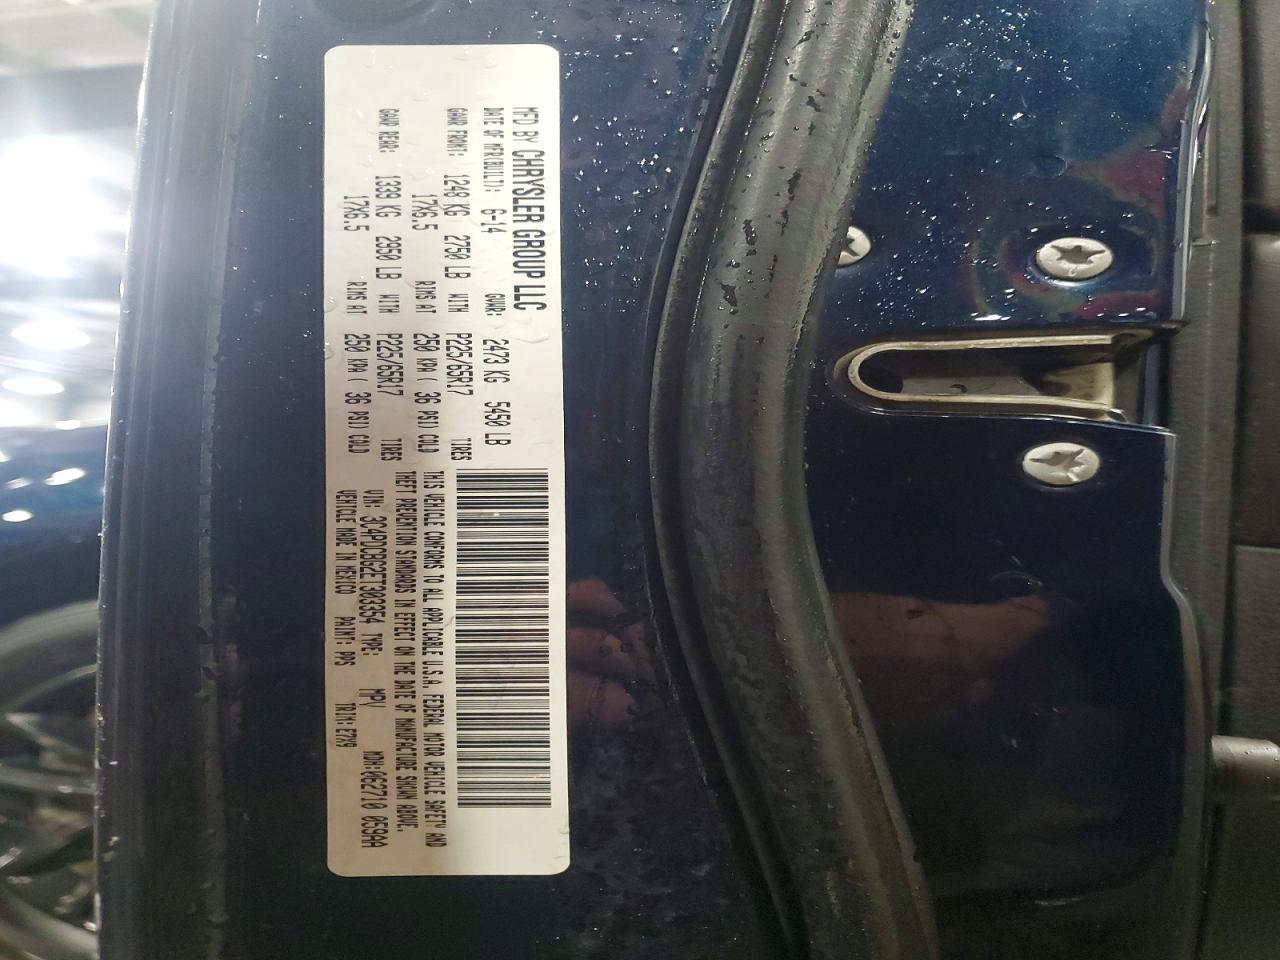 MFD BY CHRYSLER GROUP LLC
DATE OF MFR(BUILT): 6-14 GVWR: 2473 KG 5450 LB
GAWR FRONT: 1248 KG 2750 LB WITH P225/65R17 TIRES
17X6.5 RIMS AT 250 KPA( 36 PSI) COLD
GAWR REAR: 1339 KG 2950 LB WITH P225/65R17 TIRES
17X6.5 RIMS AT 250 KPA( 36 PSI) COLD
THIS VEHICLE CONFORMS TO ALL APPLICABLE U.S.A. FEDERAL MOTOR VEHICLE SAFETY AND
THEFT PREVENTION STANDARDS IN EFFECT ON THE DATE OF MANUFACTURE SHOWN ABOVE.
VIN: 3C4PDCBG2ET303354 TYPE: MPV MDH:062710 059AA
VEHICLE MADE IN MEXICO PAINT: PPS TRIM: